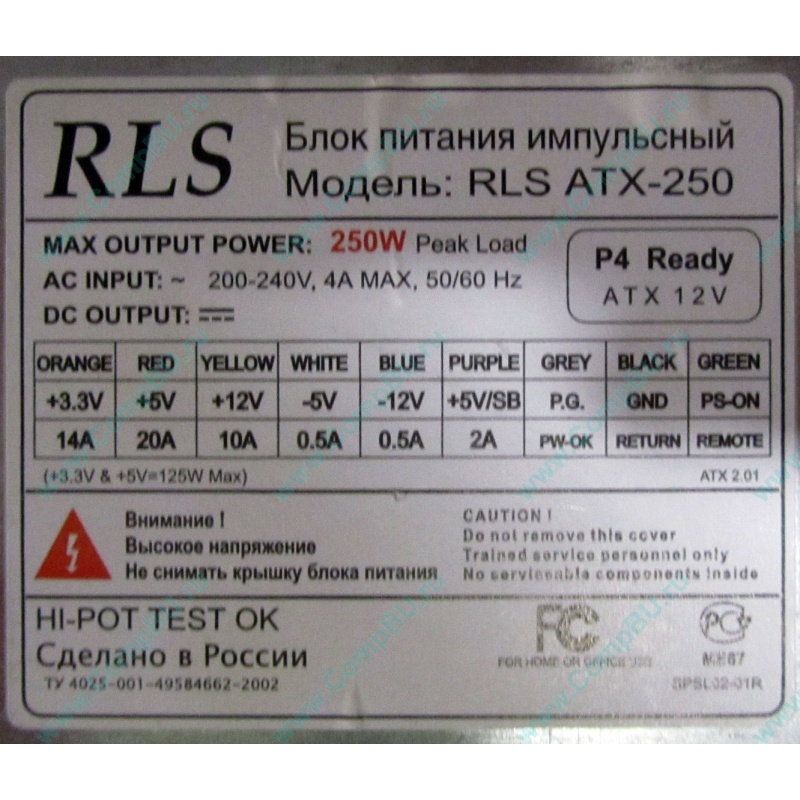 RLS
Блок питания импульсный
Модель: RLS ATX-250
MAX OUTPUT POWER: 250W Peak Load
AC INPUT: ~ 200-240V, 4A MAX, 50/60 Hz
DC OUTPUT:
P4 Ready
ATX 12V
ORANGE RED YELLOW WHITE BLUE PURPLE GREY BLACK GREEN
+3.3V +5V +12V -5V -12V +5V/SB P.G. GND PS-ON
14A 20A 10A 0.5A 0.5A 2A PW-OK RETURN REMOTE
(+3.3V & +5V=125W Max)
ATX 2.01
Внимание !
Высокое напряжение
Не снимать крышку блока питания
CAUTION !
Do not remove this cover
Trained service personnel only
No serviceable components inside
HI-POT TEST OK
Сделано в России
ТУ 4025-001-49584662-2002
FC
FOR HOME OR OFFICE USE
РС
SPSL02-01R
www.CompBU.ru